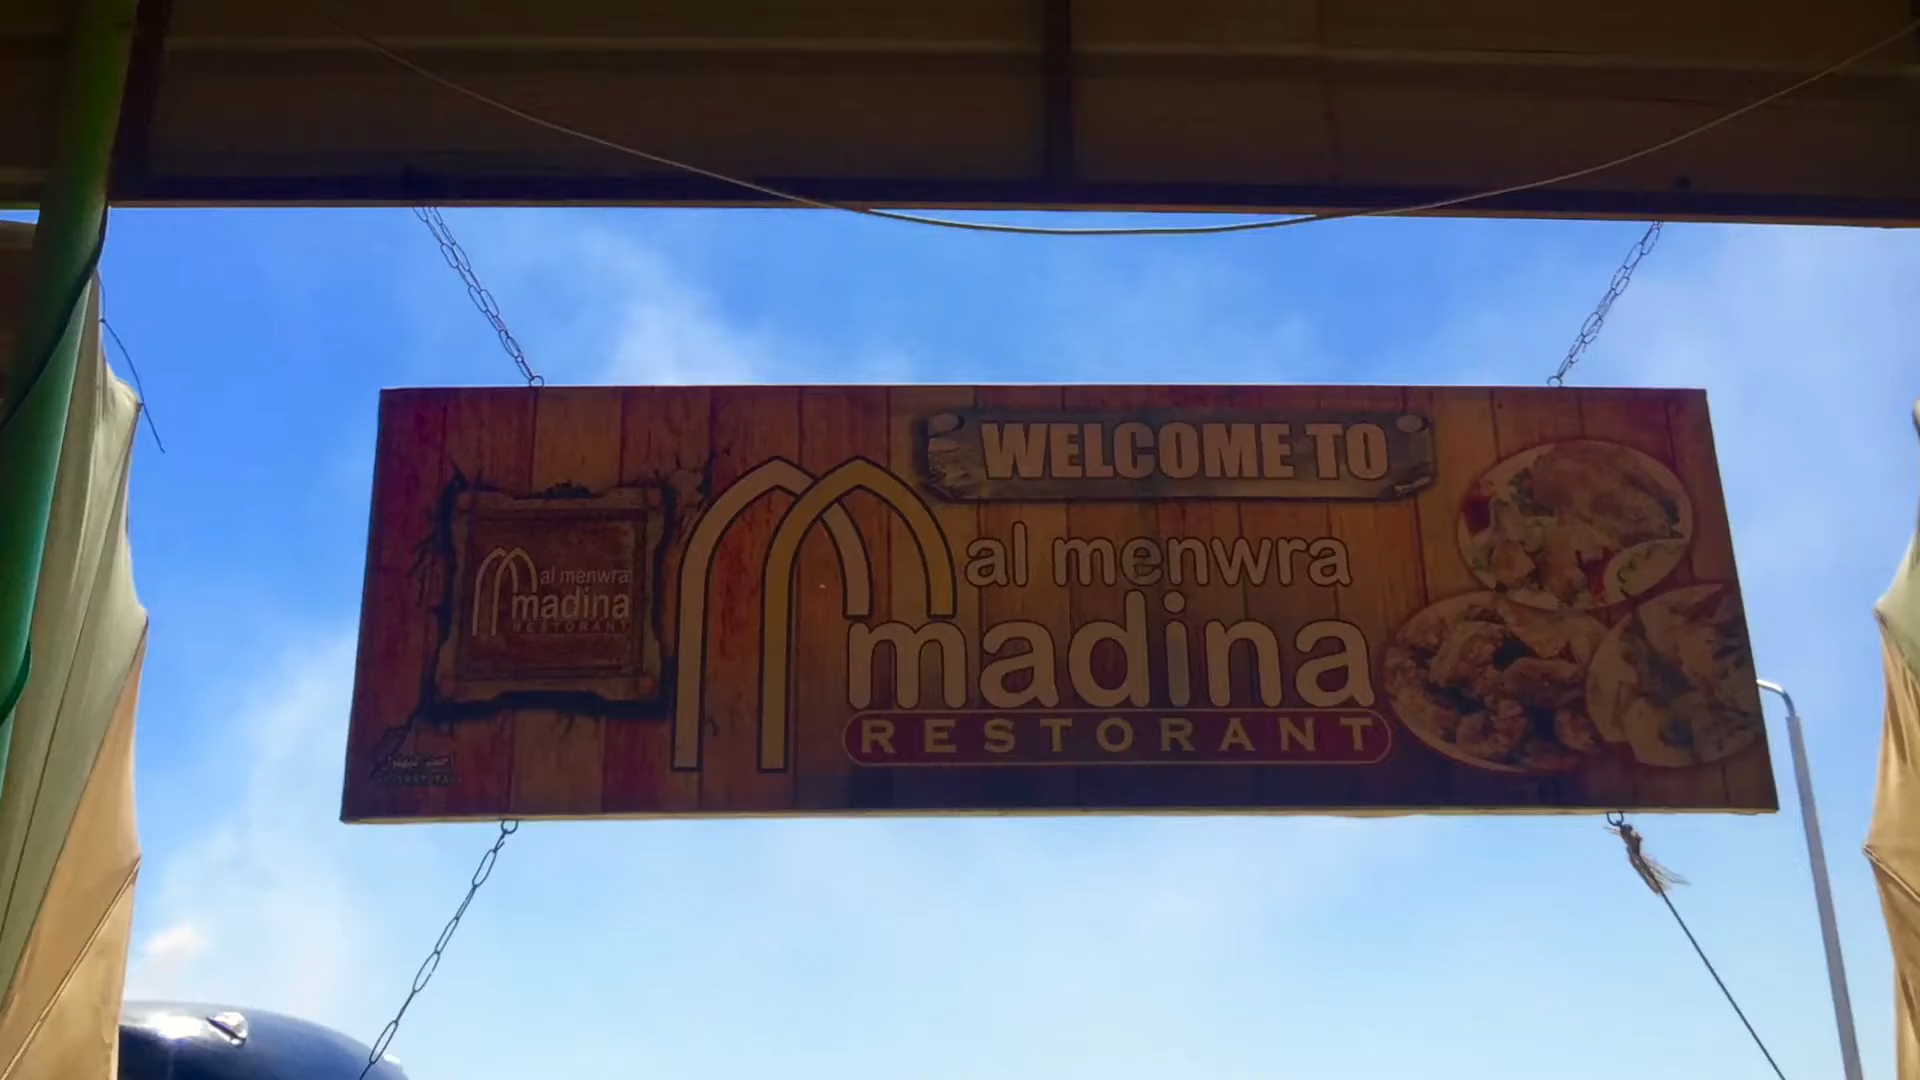 WELCOME TO
al menwra
madina
RESTORANT
al menwra
madina
RESTORANT